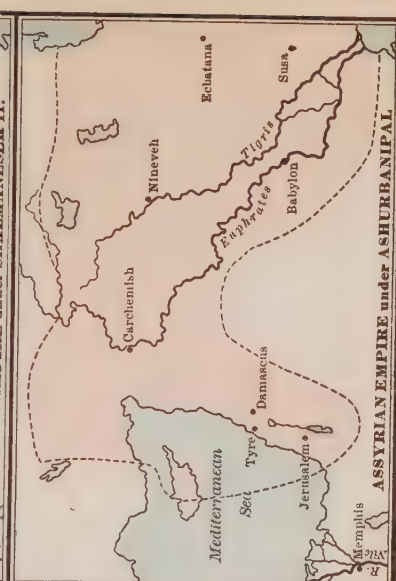 Ecbatana
Susa
Nineveh
Tigris
Euphrates
Babylon
Carchemish
Damascus
Tyre
Mediterranean
Sea
Jerusalem
Memphis
R. Nile
ASSYRIAN EMPIRE under ASHURBANIPAL